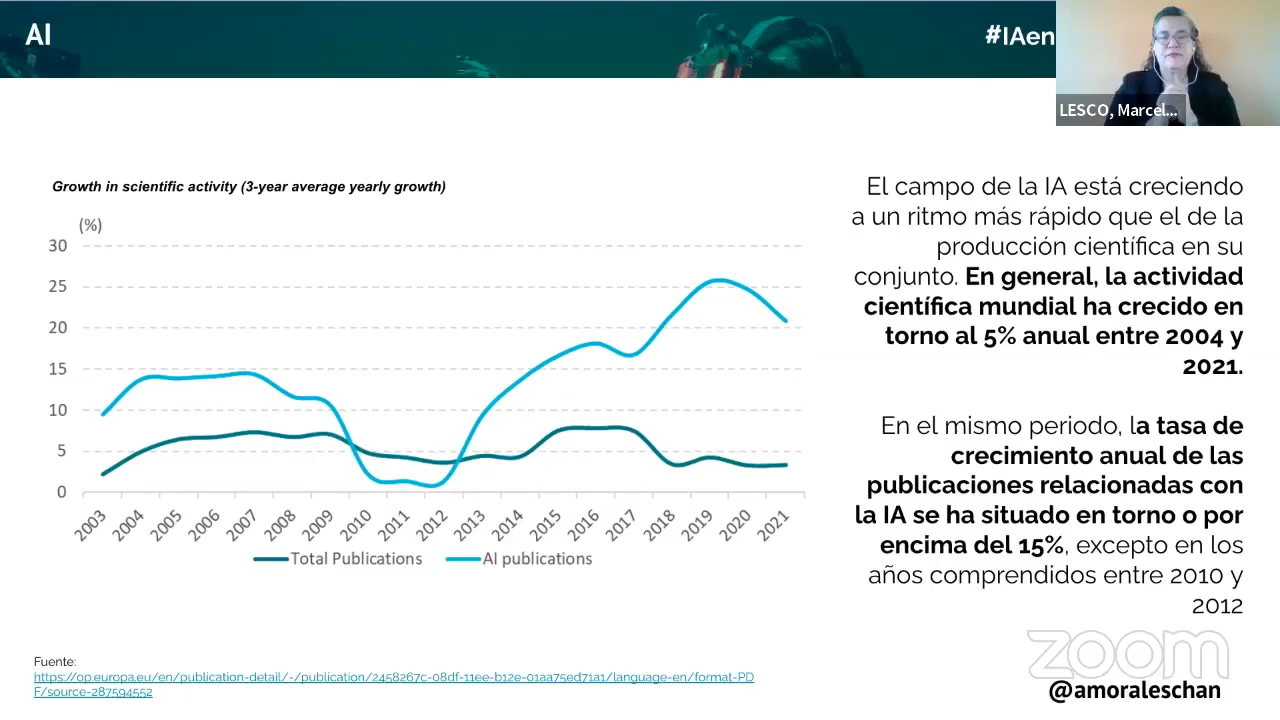 AI
#IAen
LESCO, Marcel...
Growth in scientific activity (3-year average yearly growth)
(%)
30
25
20
15
10
5
0
2003 2004 2005 2006 2007 2008 2009 2010 2011 2012 2013 2014 2015 2016 2017 2018 2019 2020 2021
Total Publications AI publications
El campo de la IA está creciendo
a un ritmo más rápido que el de la
producción científica en su
conjunto. En general, la actividad
científica mundial ha crecido en
torno al 5% anual entre 2004 y
2021.
En el mismo periodo, la tasa de
crecimiento anual de las
publicaciones relacionadas con
la IA se ha situado en torno o por
encima del 15%, excepto en los
años comprendidos entre 2010 y
2012
Fuente:
https://op.europa.eu/en/publication-detail/-/publication/2458267c-08df-11ee-b12e-01aa75ed71a1/language-en/format-PD
F/source-287594552
zoom
@amoraleschan